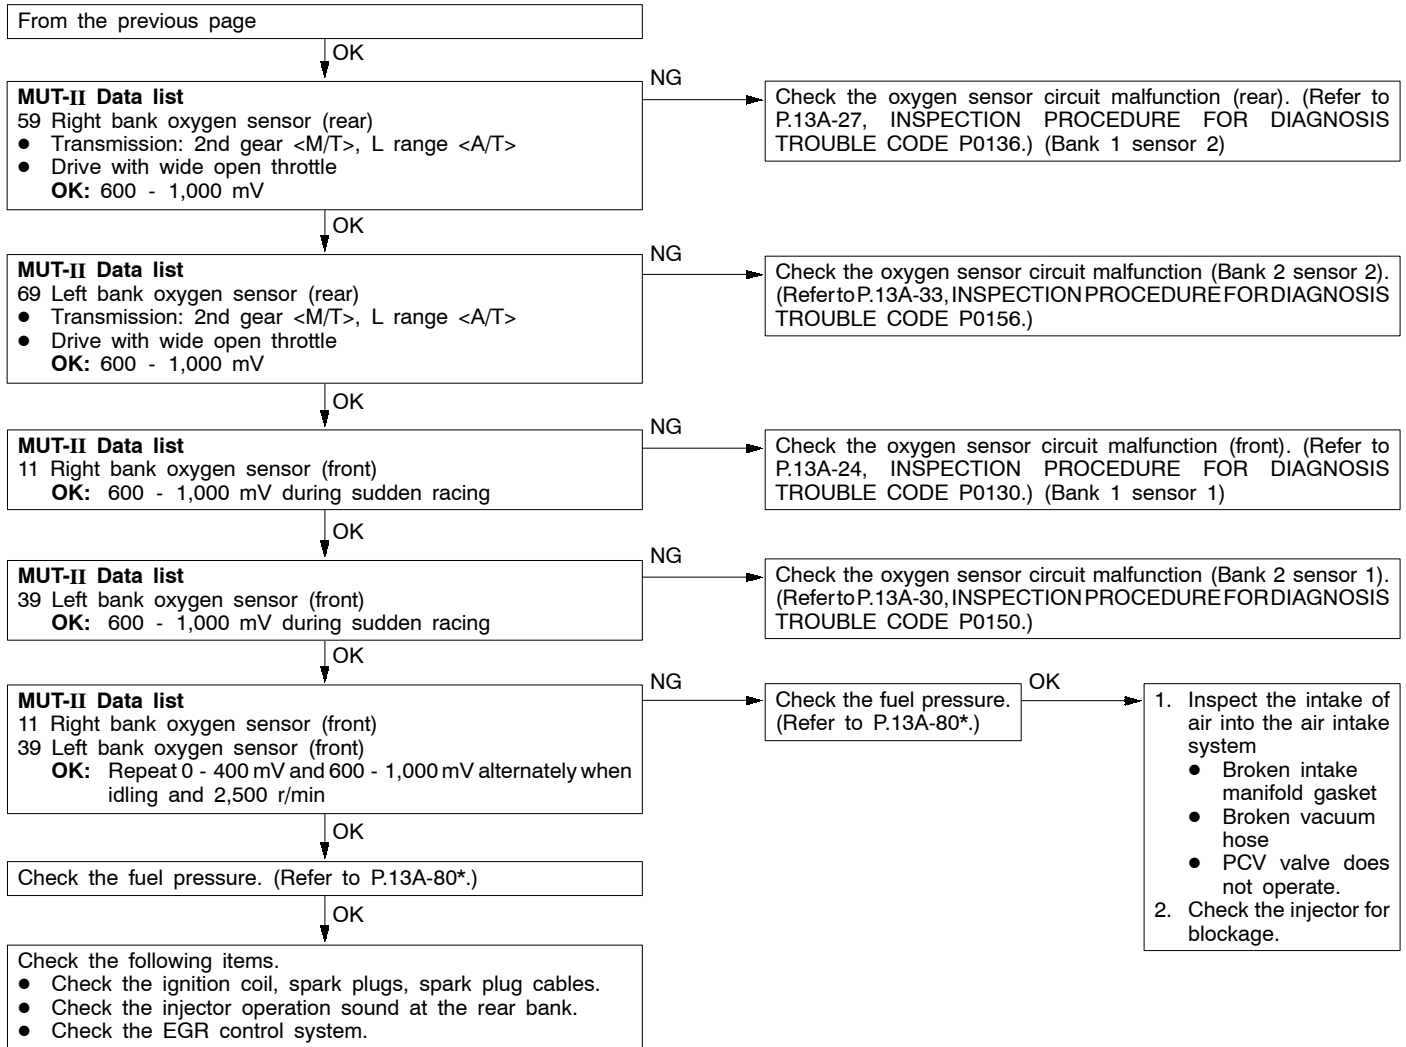 From the previous page
OK
MUT-II Data list
59 Right bank oxygen sensor (rear)
● Transmission: 2nd gear <M/T>, L range <A/T>
● Drive with wide open throttle
OK: 600 - 1,000 mV
NG
Check the oxygen sensor circuit malfunction (rear). (Refer to
P.13A-27, INSPECTION PROCEDURE FOR DIAGNOSIS
TROUBLE CODE P0136.) (Bank 1 sensor 2)
OK
MUT-II Data list
69 Left bank oxygen sensor (rear)
● Transmission: 2nd gear <M/T>, L range <A/T>
● Drive with wide open throttle
OK: 600 - 1,000 mV
NG
Check the oxygen sensor circuit malfunction (Bank 2 sensor 2).
(Refer to P.13A-33, INSPECTION PROCEDURE FOR DIAGNOSIS
TROUBLE CODE P0156.)
OK
MUT-II Data list
11 Right bank oxygen sensor (front)
OK: 600 - 1,000 mV during sudden racing
NG
Check the oxygen sensor circuit malfunction (front). (Refer to
P.13A-24, INSPECTION PROCEDURE FOR DIAGNOSIS
TROUBLE CODE P0130.) (Bank 1 sensor 1)
OK
MUT-II Data list
39 Left bank oxygen sensor (front)
OK: 600 - 1,000 mV during sudden racing
NG
Check the oxygen sensor circuit malfunction (Bank 2 sensor 1).
(Refer to P.13A-30, INSPECTION PROCEDURE FOR DIAGNOSIS
TROUBLE CODE P0150.)
OK
MUT-II Data list
11 Right bank oxygen sensor (front)
39 Left bank oxygen sensor (front)
OK: Repeat 0 - 400 mV and 600 - 1,000 mV alternately when
idling and 2,500 r/min
NG
Check the fuel pressure.
(Refer to P.13A-80*.)
OK
1. Inspect the intake of
air into the air intake
system
● Broken intake
manifold gasket
● Broken vacuum
hose
● PCV valve does
not operate.
2. Check the injector for
blockage.
OK
Check the fuel pressure. (Refer to P.13A-80*.)
OK
Check the following items.
● Check the ignition coil, spark plugs, spark plug cables.
● Check the injector operation sound at the rear bank.
● Check the EGR control system.